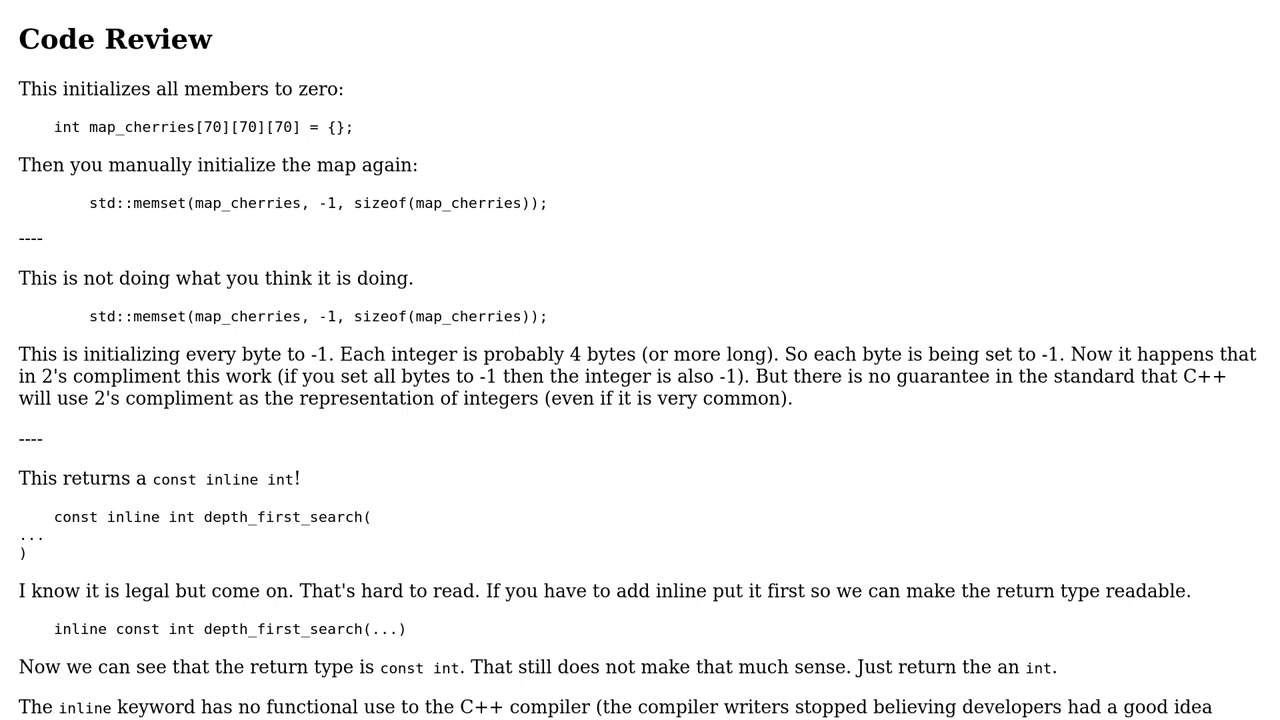 Code Review
This initializes all members to zero:
int map_cherries[70][70][70] = {};
Then you manually initialize the map again:
std::memset(map_cherries, -1, sizeof(map_cherries));
----
This is not doing what you think it is doing.
std::memset(map_cherries, -1, sizeof(map_cherries));
This is initializing every byte to -1. Each integer is probably 4 bytes (or more long). So each byte is being set to -1. Now it happens that
in 2's compliment this work (if you set all bytes to -1 then the integer is also -1). But there is no guarantee in the standard that C++
will use 2's compliment as the representation of integers (even if it is very common).
----
This returns a const inline int!
const inline int depth_first_search(
...
)
I know it is legal but come on. That's hard to read. If you have to add inline put it first so we can make the return type readable.
inline const int depth_first_search(...)
Now we can see that the return type is const int. That still does not make that much sense. Just return the an int.
The inline keyword has no functional use to the C++ compiler (the compiler writers stopped believing developers had a good idea